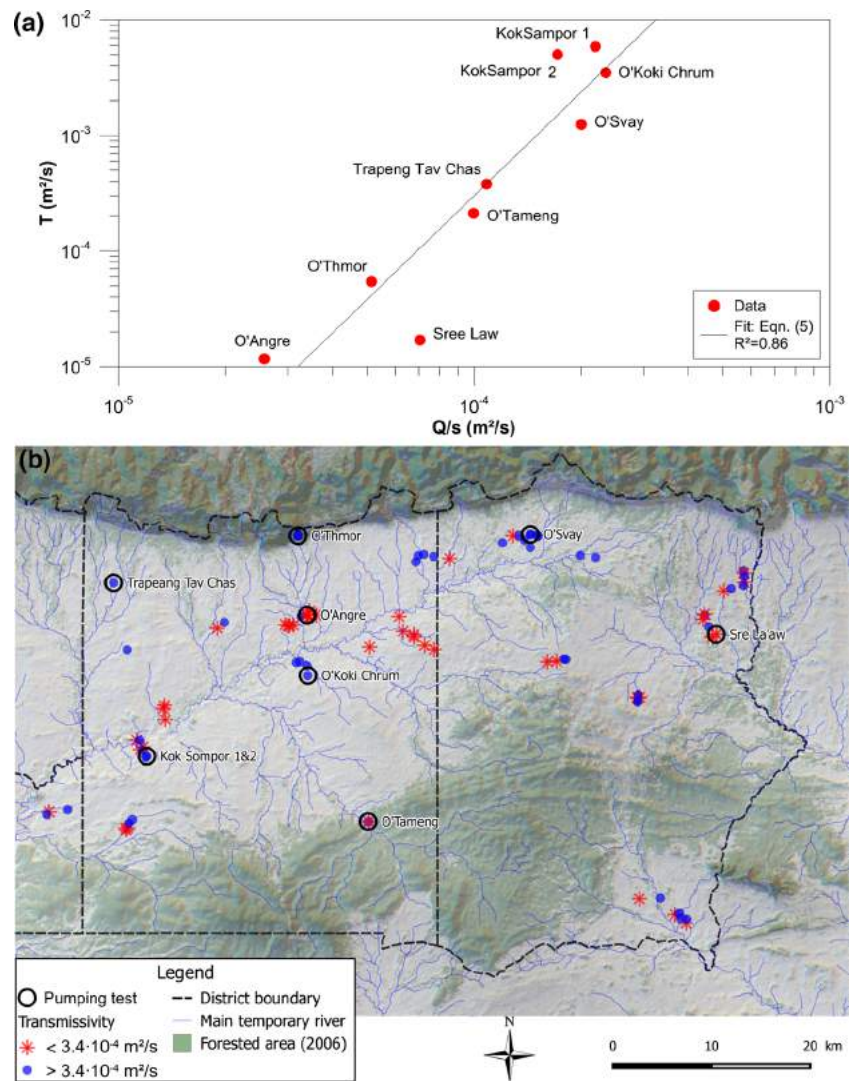 (a)
10⁻²
KokSampor 1
KokSampor 2
O'Koki Chrum
10⁻³
O'Svay
T (m²/s)
Trapeng Tav Chas
O'Tameng
10⁻⁴
O'Thmor
O'Angre
Sree Law
Data
Fit: Eqn. (5)
R²=0.86
10⁻⁵
10⁻⁵
10⁻⁴
10⁻³
Q/s (m²/s)
(b)
O'Thmor
O'Svay
Trapeang Tav Chas
O'Angre
Sre La'aw
O'Koki Chrum
Kok Sompor 1&2
O'Tameng
Legend
Pumping test
District boundary
Transmissivity
Main temporary river
< 3.4·10⁻⁴ m²/s
Forested area (2006)
> 3.4·10⁻⁴ m²/s
N
0 10 20 km